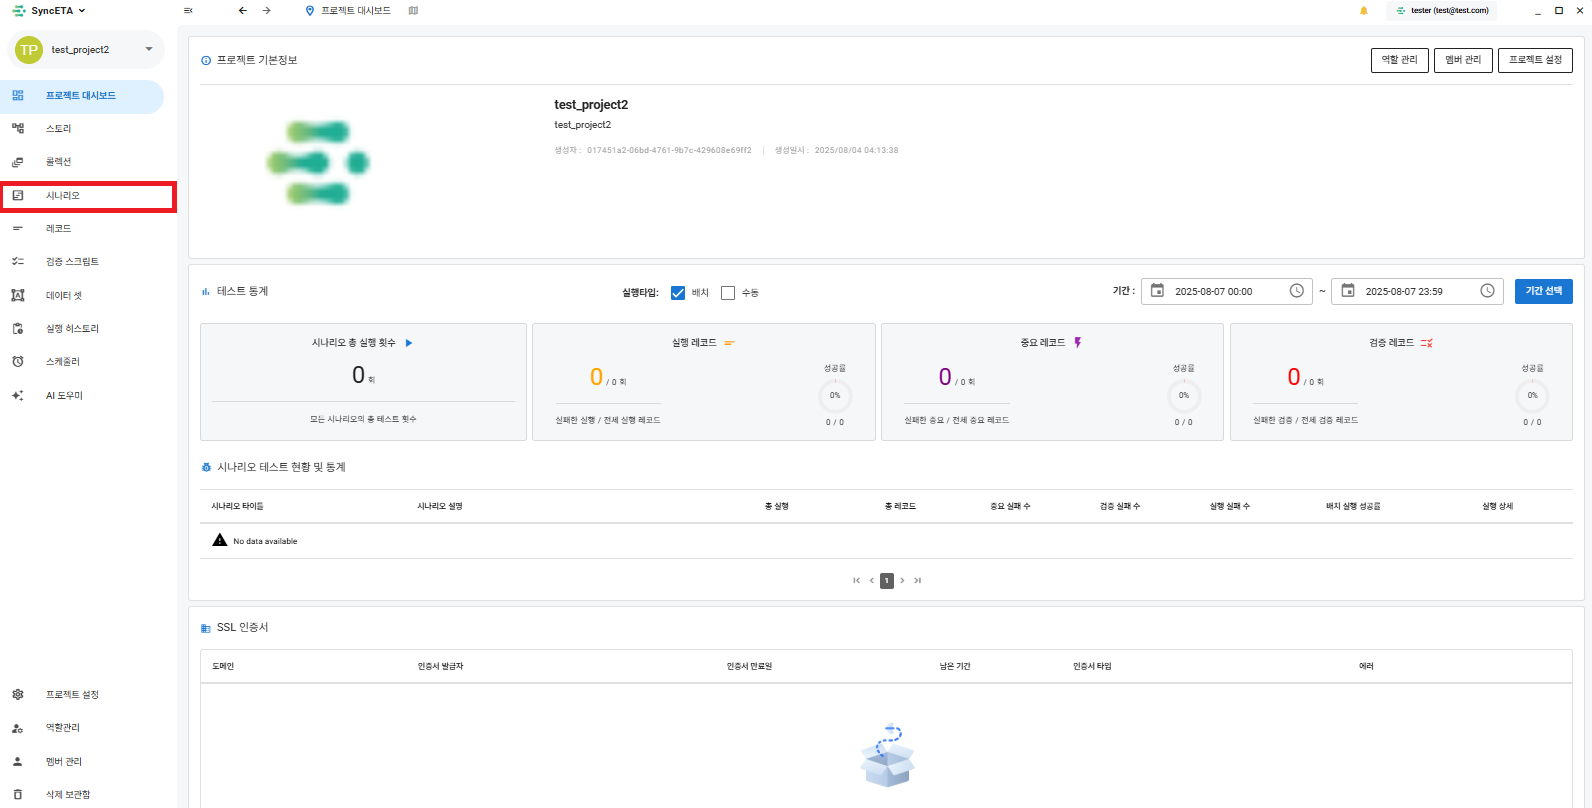 SyncETA
프로젝트 대시보드
tester (test@test.com)
TP test_project2
프로젝트 대시보드
스토리
콜렉션
시나리오
레코드
검증 스크립트
데이터 셋
실행 히스토리
스케줄러
AI 도우미
프로젝트 설정
역할관리
멤버 관리
삭제 보관함
프로젝트 기본정보
역할 관리 멤버 관리 프로젝트 설정
test_project2
test_project2
생성자 : 017451a2-06bd-4761-9b7c-429608e69ff2 생성일시 : 2025/08/04 04:13:38
테스트 통계 실행타입: 배치 수동 기간 : 2025-08-07 00:00 ~ 2025-08-07 23:59 기간 선택
시나리오 총 실행 횟수
0 회
모든 시나리오의 총 테스트 횟수
실행 레코드
0 / 0 회
실패한 실행 / 전체 실행 레코드
성공률
0%
0 / 0
중요 레코드
0 / 0 회
실패한 중요 / 전체 중요 레코드
성공률
0%
0 / 0
검증 레코드
0 / 0 회
실패한 검증 / 전체 검증 레코드
성공률
0%
0 / 0
시나리오 테스트 현황 및 통계
시나리오 타이틀 시나리오 설명 총 실행 총 레코드 중요 실패 수 검증 실패 수 실행 실패 수 배치 실행 성공률 실행 상세
No data available
1
SSL 인증서
도메인 인증서 발급자 인증서 만료일 남은 기간 인증서 타입 에러